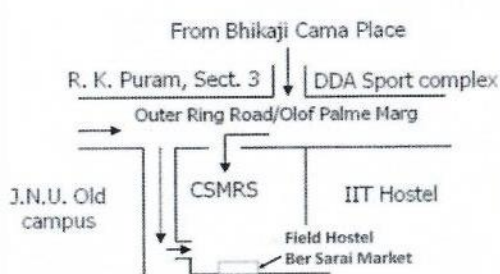 From Bhikaji Cama Place
R. K. Puram, Sect. 3
DDA Sport complex
Outer Ring Road/Olof Palme Marg
J.N.U. Old
campus
CSMRS
IIT Hostel
Field Hostel
Ber Sarai Market